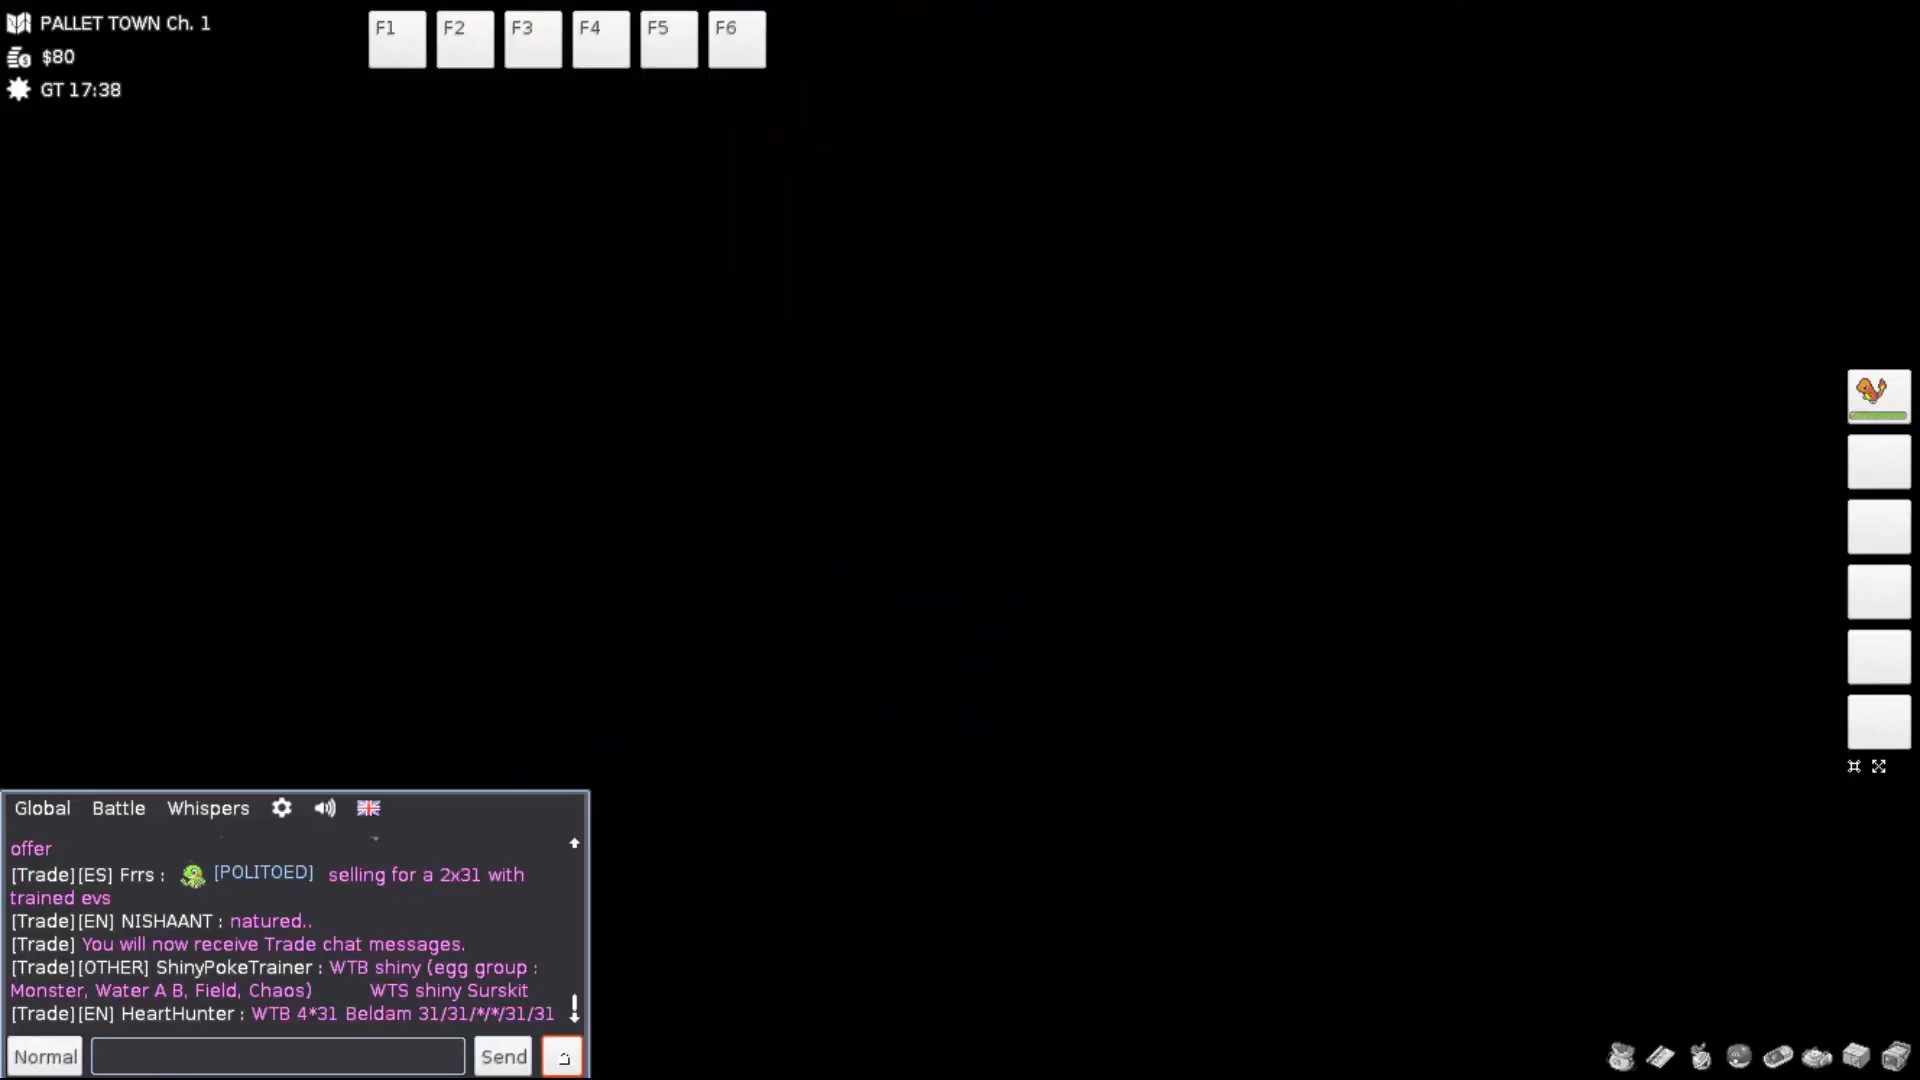 PALLET TOWN Ch. 1
$80
GT 17:38
F1 F2 F3 F4 F5 F6
Global Battle Whispers
offer
[Trade][ES] Frrs : [POLITOED] selling for a 2x31 with
trained evs
[Trade][EN] NISHAANT : natured..
[Trade] You will now receive Trade chat messages.
[Trade][OTHER] ShinyPokeTrainer : WTB shiny (egg group :
Monster, Water A B, Field, Chaos) WTS shiny Surskit
[Trade][EN] HeartHunter : WTB 4*31 Beldam 31/31/*/*/31/31
Normal Send